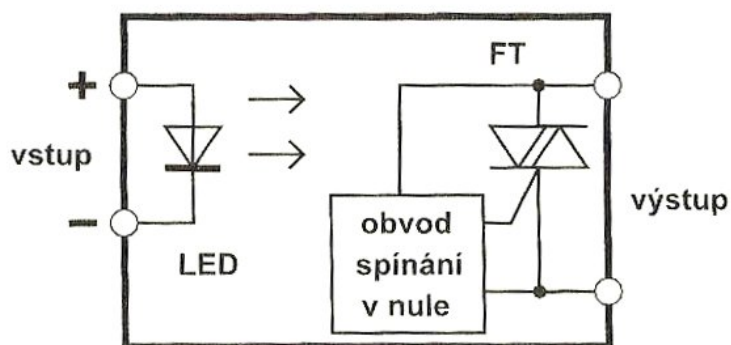 FT
+
vstup
–
LED
obvod
spínání
v nule
výstup